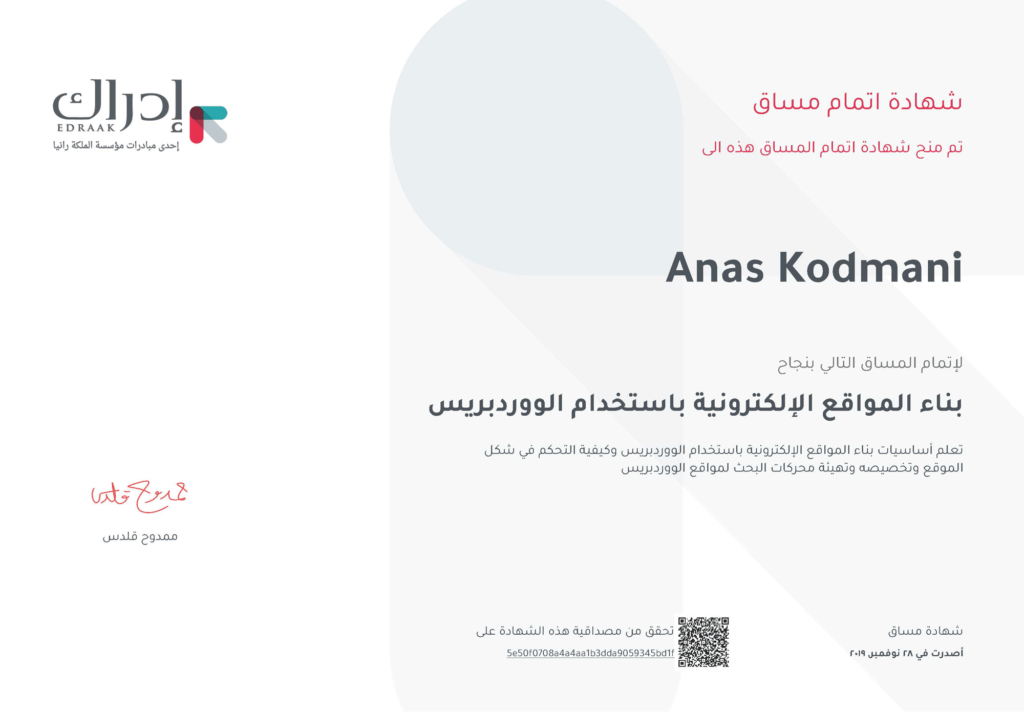 إدراك
EDRAAK
إحدى مبادرات مؤسسة الملكة رانيا
شهادة اتمام مساق
تم منح شهادة اتمام المساق هذه الى
Anas Kodmani
لإتمام المساق التالي بنجاح
بناء المواقع الإلكترونية باستخدام الووردبريس
تعلم أساسيات بناء المواقع الإلكترونية باستخدام الووردبريس وكيفية التحكم في شكل
الموقع وتخصيصه وتهيئة محركات البحث لمواقع الووردبريس
ممدوح قلدس
ممدوح قلدس
شهادة مساق
أصدرت في ٢٨ نوفمبر, ٢٠١٩
تحقق من مصداقية هذه الشهادة على
5e50f0708a4a4aa1b3dda9059345bd1f